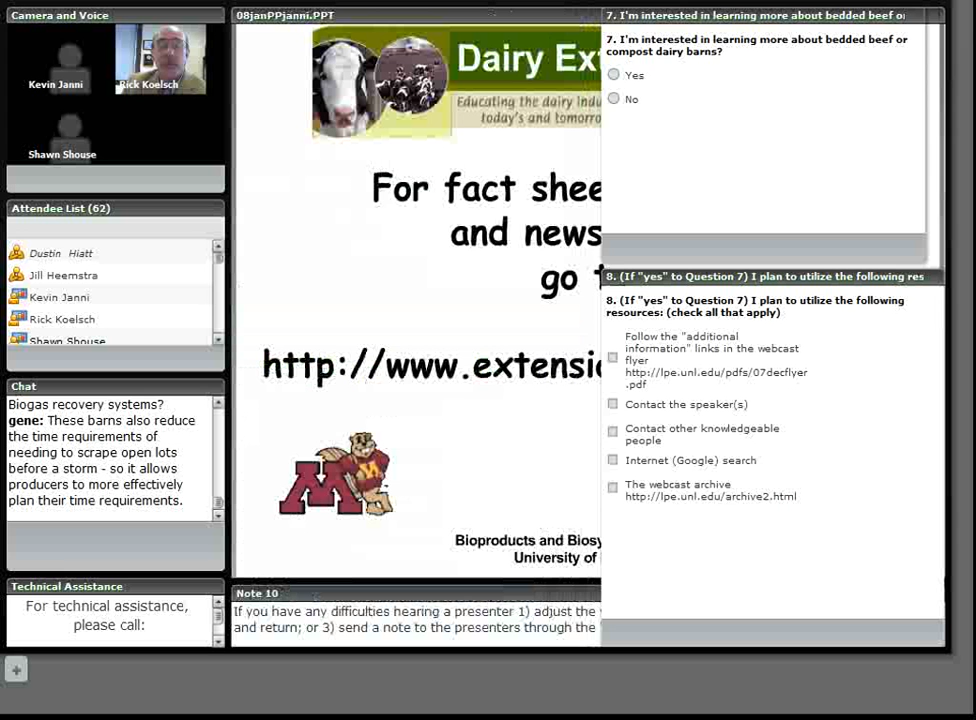 Camera and Voice
Kevin Janni
Rick Koelsch
Shawn Shouse
Attendee List (62)
Dustin Hiatt
Jill Heemstra
Kevin Janni
Rick Koelsch
Shawn Shouse
Chat
Biogas recovery systems?
gene: These barns also reduce
the time requirements of
needing to scrape open lots
before a storm - so it allows
producers to more effectively
plan their time requirements.
Technical Assistance
For technical assistance,
please call:
08janPPjanni.PPT
Dairy Ext
Educating the dairy indu
today's and tomorro
For fact shee
and news
go t
http://www.extensio
M
Bioproducts and Biosy
University of
Note 10
If you have any difficulties hearing a presenter 1) adjust the
and return; or 3) send a note to the presenters through the
7. I'm interested in learning more about bedded beef or
7. I'm interested in learning more about bedded beef or
compost dairy barns?
Yes
No
8. (If "yes" to Question 7) I plan to utilize the following res
8. (If "yes" to Question 7) I plan to utilize the following
resources: (check all that apply)
Follow the "additional
information" links in the webcast
flyer
http://lpe.unl.edu/pdfs/07decflyer
.pdf
Contact the speaker(s)
Contact other knowledgeable
people
Internet (Google) search
The webcast archive
http://lpe.unl.edu/archive2.html